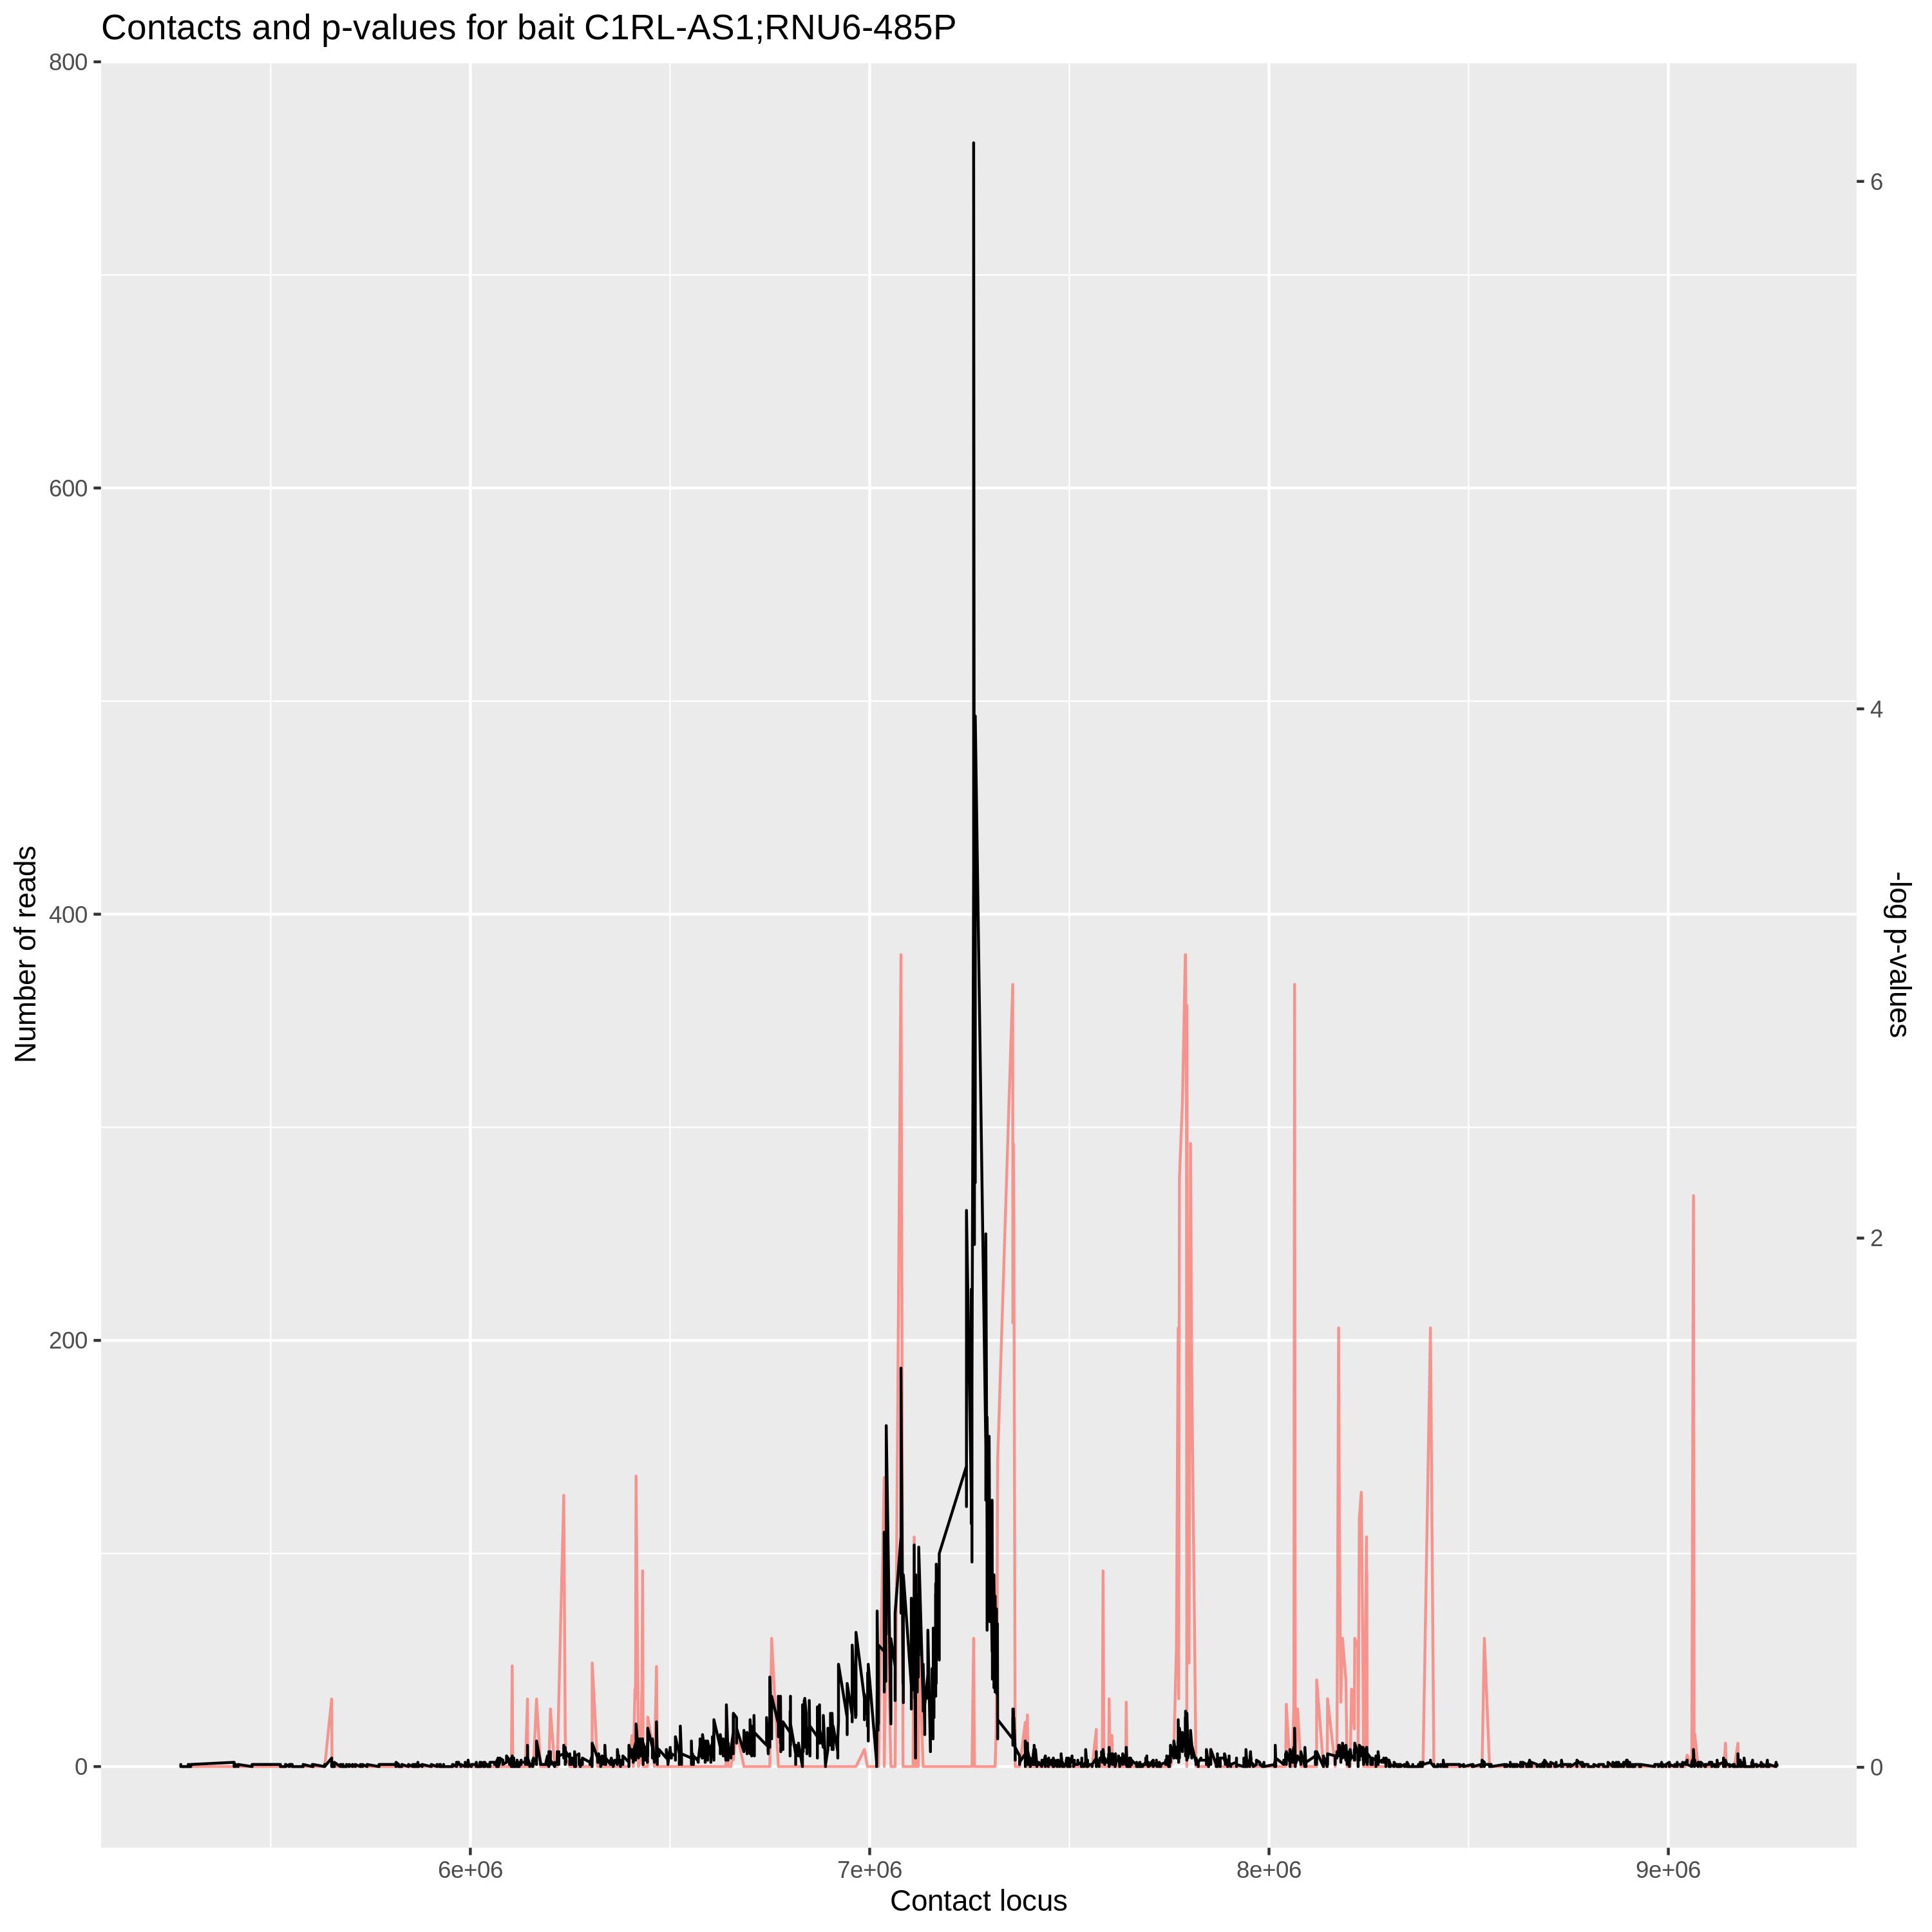 Contacts and p-values for bait C1RL-AS1;RNU6-485P
800
600
400
200
0
Number of reads
6
4
2
0
-log p-values
6e+06
7e+06
8e+06
9e+06
Contact locus